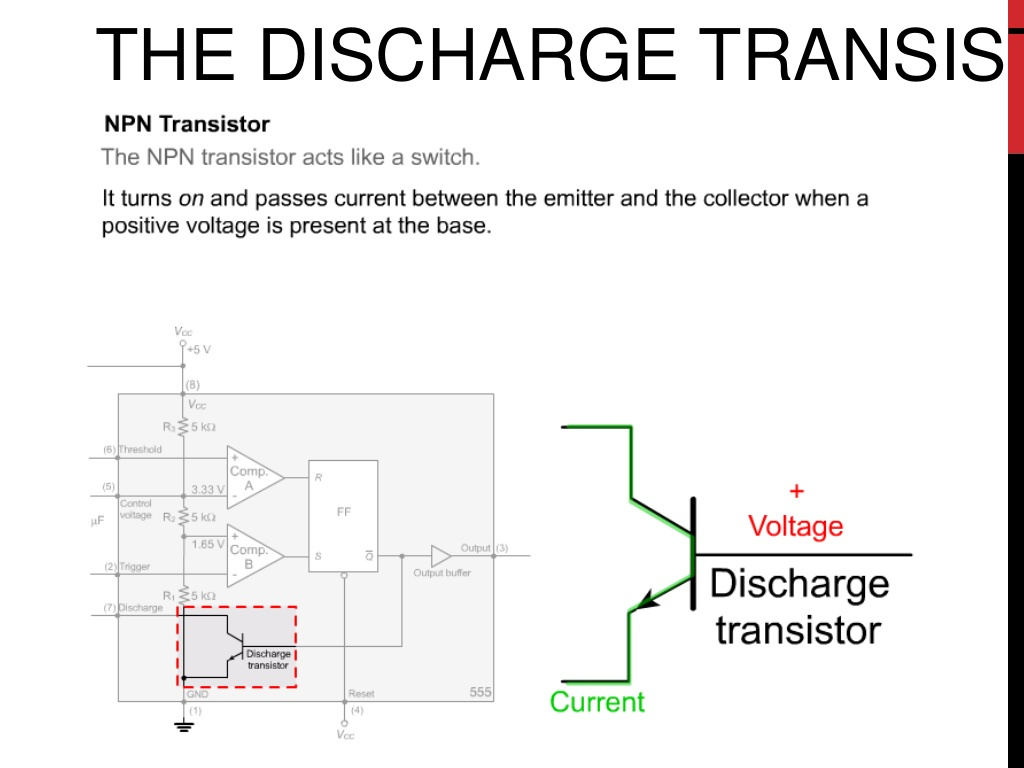 THE DISCHARGE TRANSIST
NPN Transistor
The NPN transistor acts like a switch.
It turns on and passes current between the emitter and the collector when a
positive voltage is present at the base.
VCC
+5 V
(8)
VCC
R3 5 kΩ
(6) Threshold
+
Comp.
A
-
R
(5)
3.33 V
Control
voltage
µF
R2 5 kΩ
FF
+
1.65 V
Comp.
B
-
S
Q̅
Output (3)
Output buffer
(2) Trigger
R1 5 kΩ
(7) Discharge
Discharge
transistor
GND
Reset
555
(1)
(4)
VCC
+
Voltage
Discharge
transistor
Current